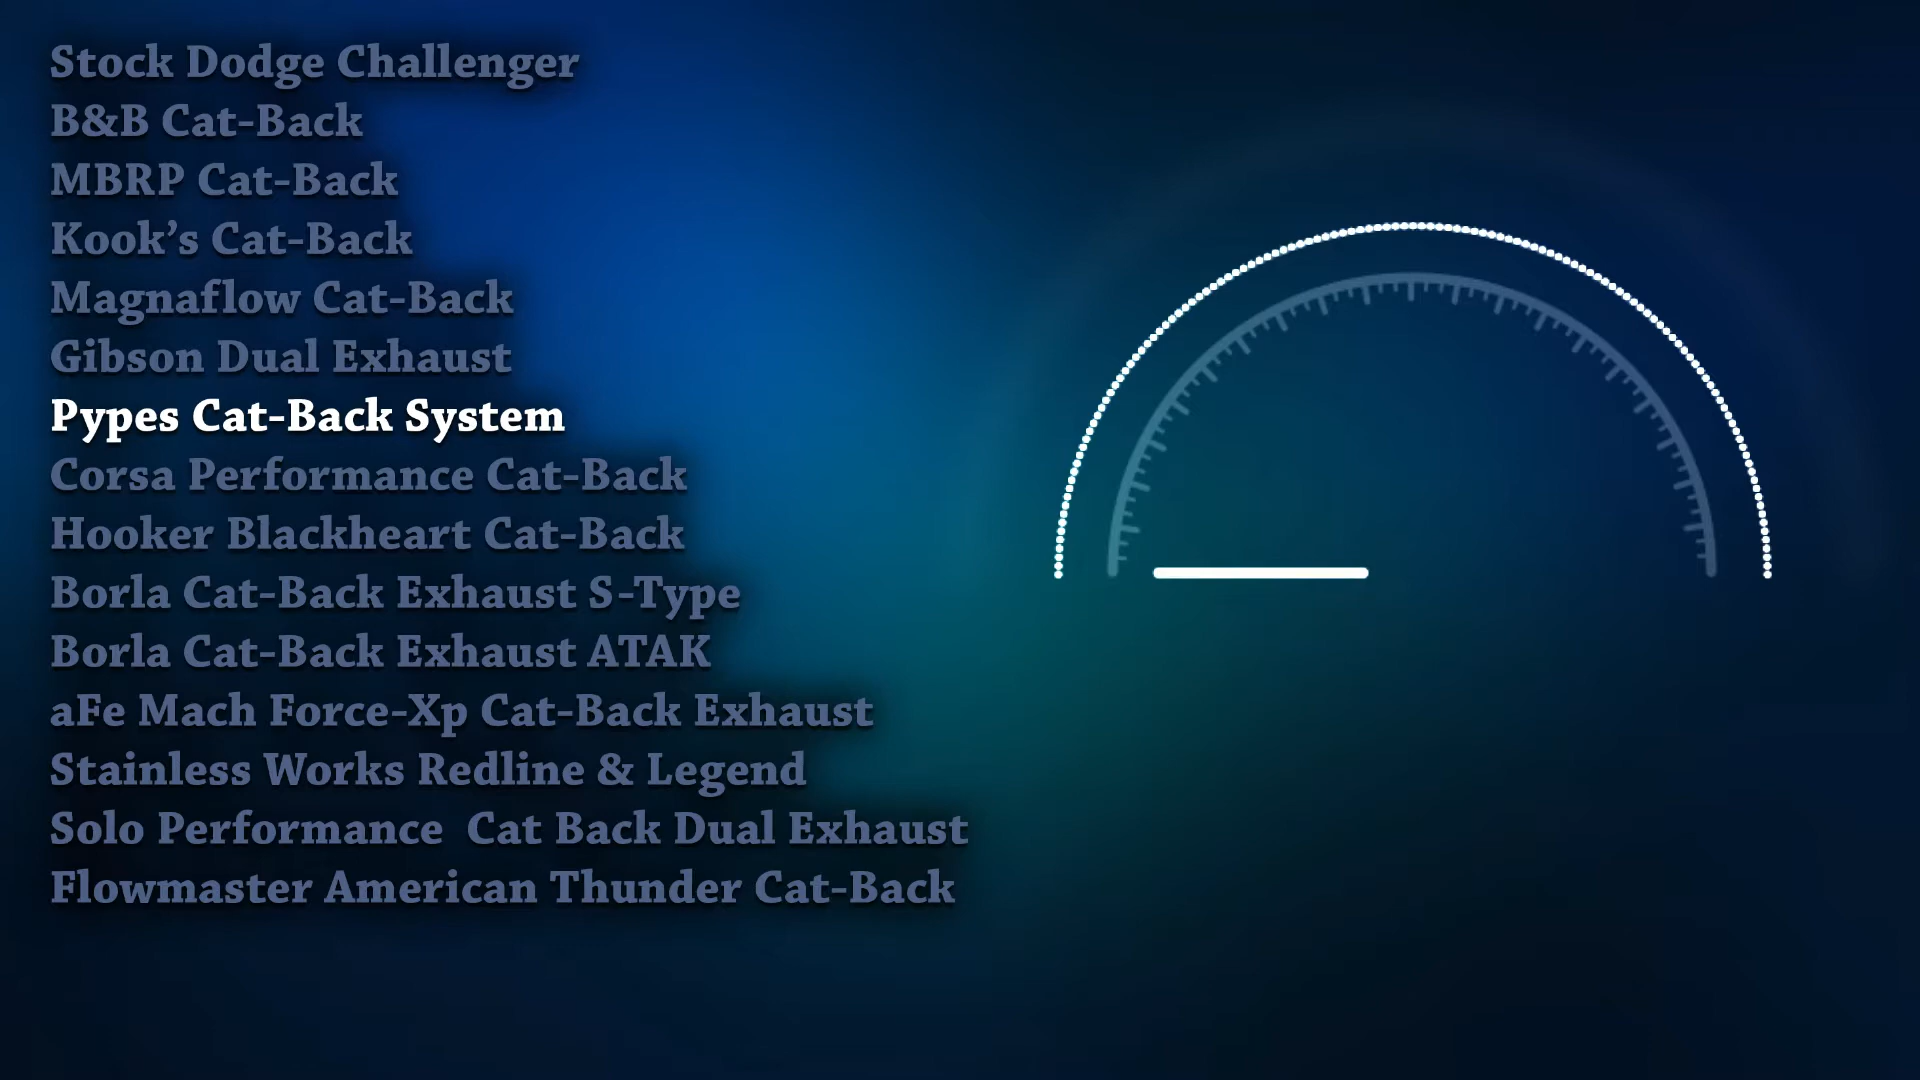 Stock Dodge Challenger
B&B Cat-Back
MBRP Cat-Back
Kook’s Cat-Back
Magnaflow Cat-Back
Gibson Dual Exhaust
Pypes Cat-Back System
Corsa Performance Cat-Back
Hooker Blackheart Cat-Back
Borla Cat-Back Exhaust S-Type
Borla Cat-Back Exhaust ATAK
aFe Mach Force-Xp Cat-Back Exhaust
Stainless Works Redline & Legend
Solo Performance  Cat Back Dual Exhaust
Flowmaster American Thunder Cat-Back